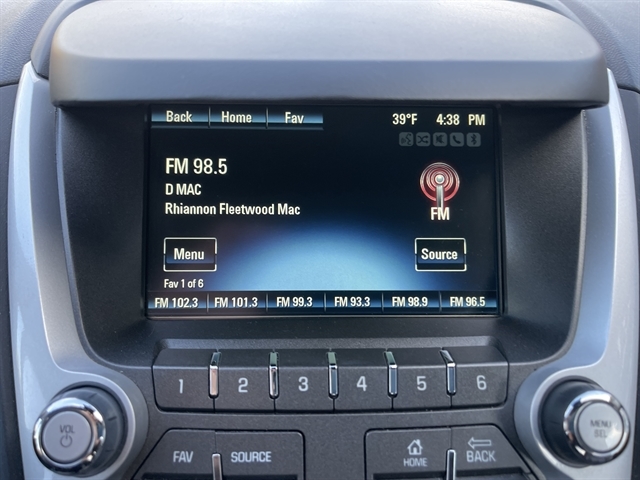 Back Home Fav 39°F 4:38 PM
FM 98.5
D MAC
Rhiannon Fleetwood Mac
FM
Menu Source
Fav 1 of 6
FM 102.3 FM 101.3 FM 99.3 FM 93.3 FM 98.9 FM 96.5
1 2 3 4 5 6
VOL
MENU
SEL
FAV SOURCE HOME BACK